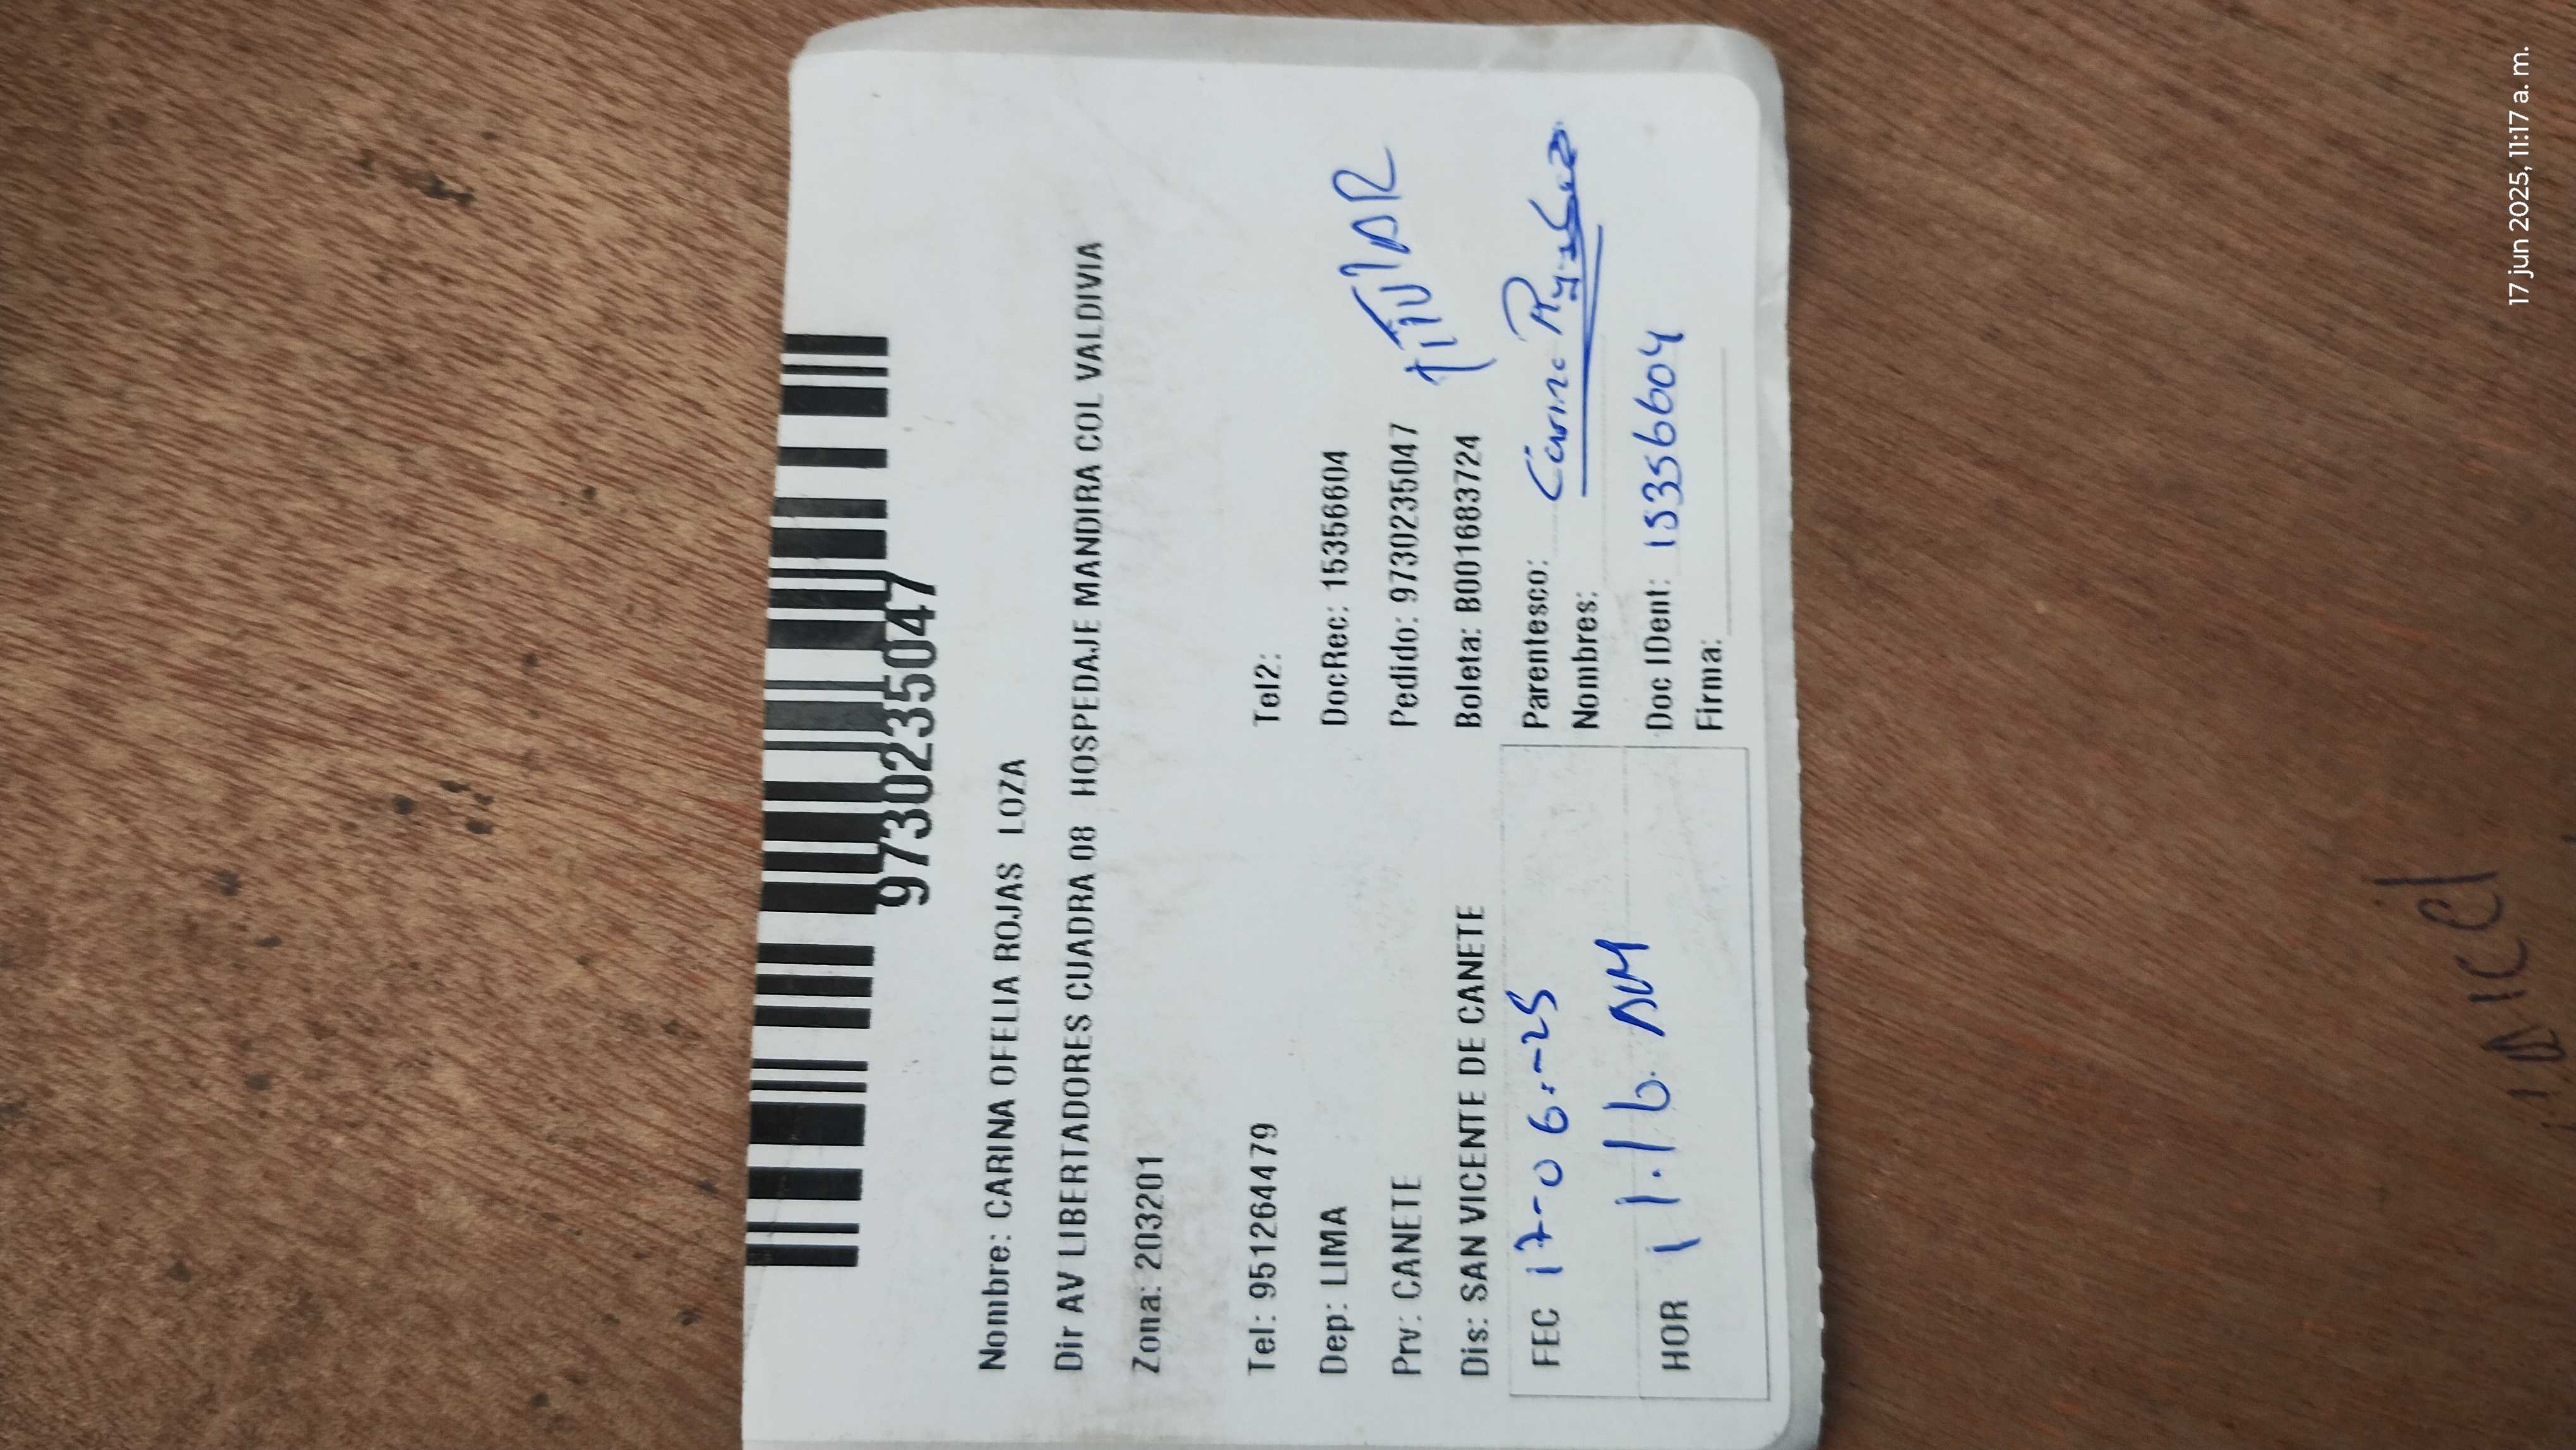 9730235047
Nombre: CARINA OFELIA ROJAS LOZA
Dir AV LIBERTADORES CUADRA 08 HOSPEDAJE MANDIRA COL VALDIVIA
Zona: 203201
Tel: 951264479 Tel2:
Dep: LIMA DocRec: 15356604
Prv: CANETE Pedido: 9730235047
Dis: SAN VICENTE DE CANETE Boleta: B001683724
TITULAR
FEC 17-06-25 Parentesco:
Nombres: Carina
HOR 11.16 AM Doc IDent: 15356604
Firma:
17 jun 2025, 11:17 a. m.